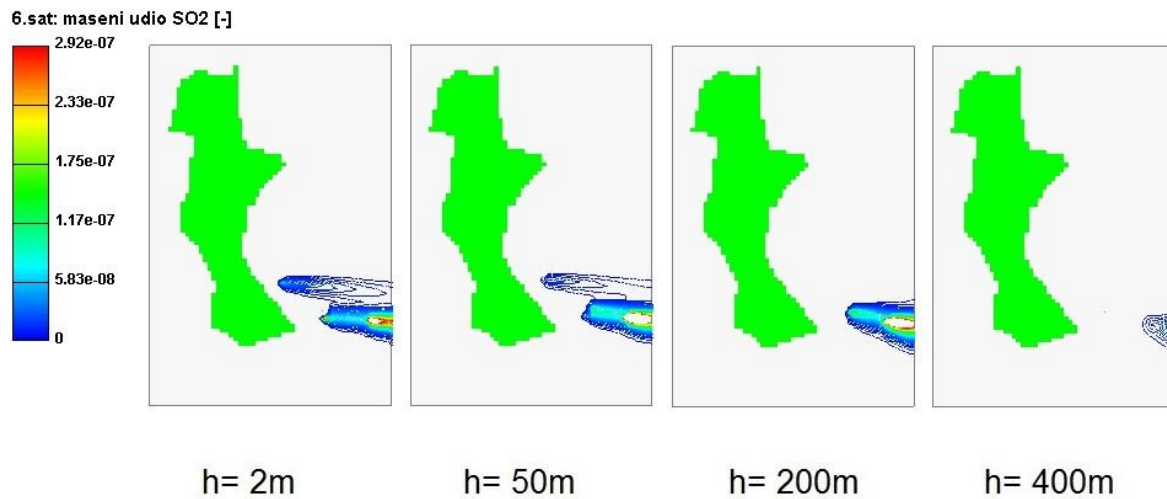 6.sat: maseni udio SO2 [-]
2.92e-07
2.33e-07
1.75e-07
1.17e-07
5.83e-08
0
h= 2m
h= 50m
h= 200m
h= 400m